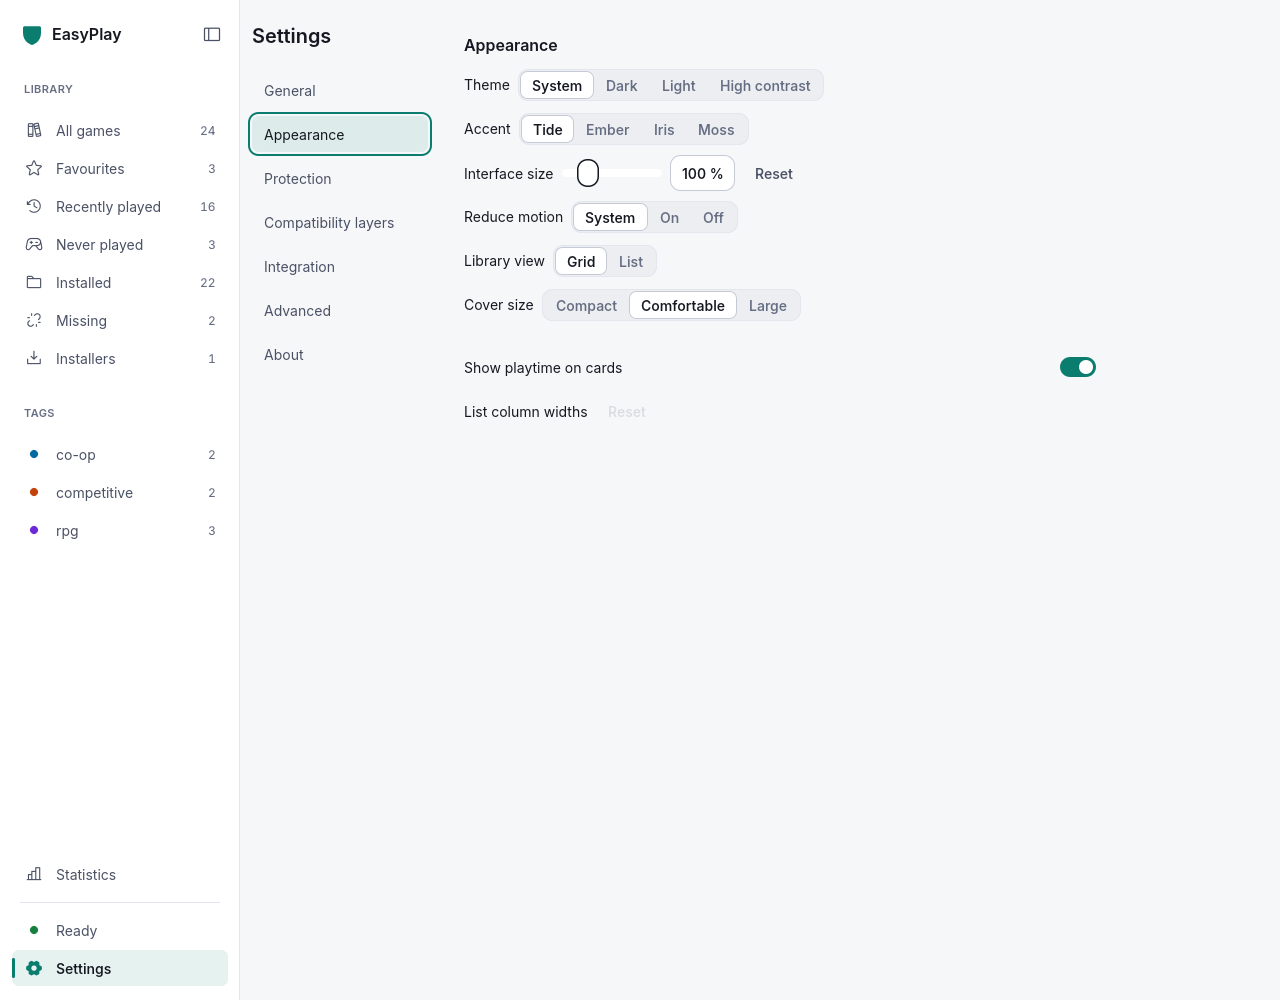 EasyPlay
LIBRARY
All games 24
Favourites 3
Recently played 16
Never played 3
Installed 22
Missing 2
Installers 1
TAGS
co-op 2
competitive 2
rpg 3
Statistics
Ready
Settings
Settings
General
Appearance
Protection
Compatibility layers
Integration
Advanced
About
Appearance
Theme System Dark Light High contrast
Accent Tide Ember Iris Moss
Interface size 100 % Reset
Reduce motion System On Off
Library view Grid List
Cover size Compact Comfortable Large
Show playtime on cards
List column widths Reset